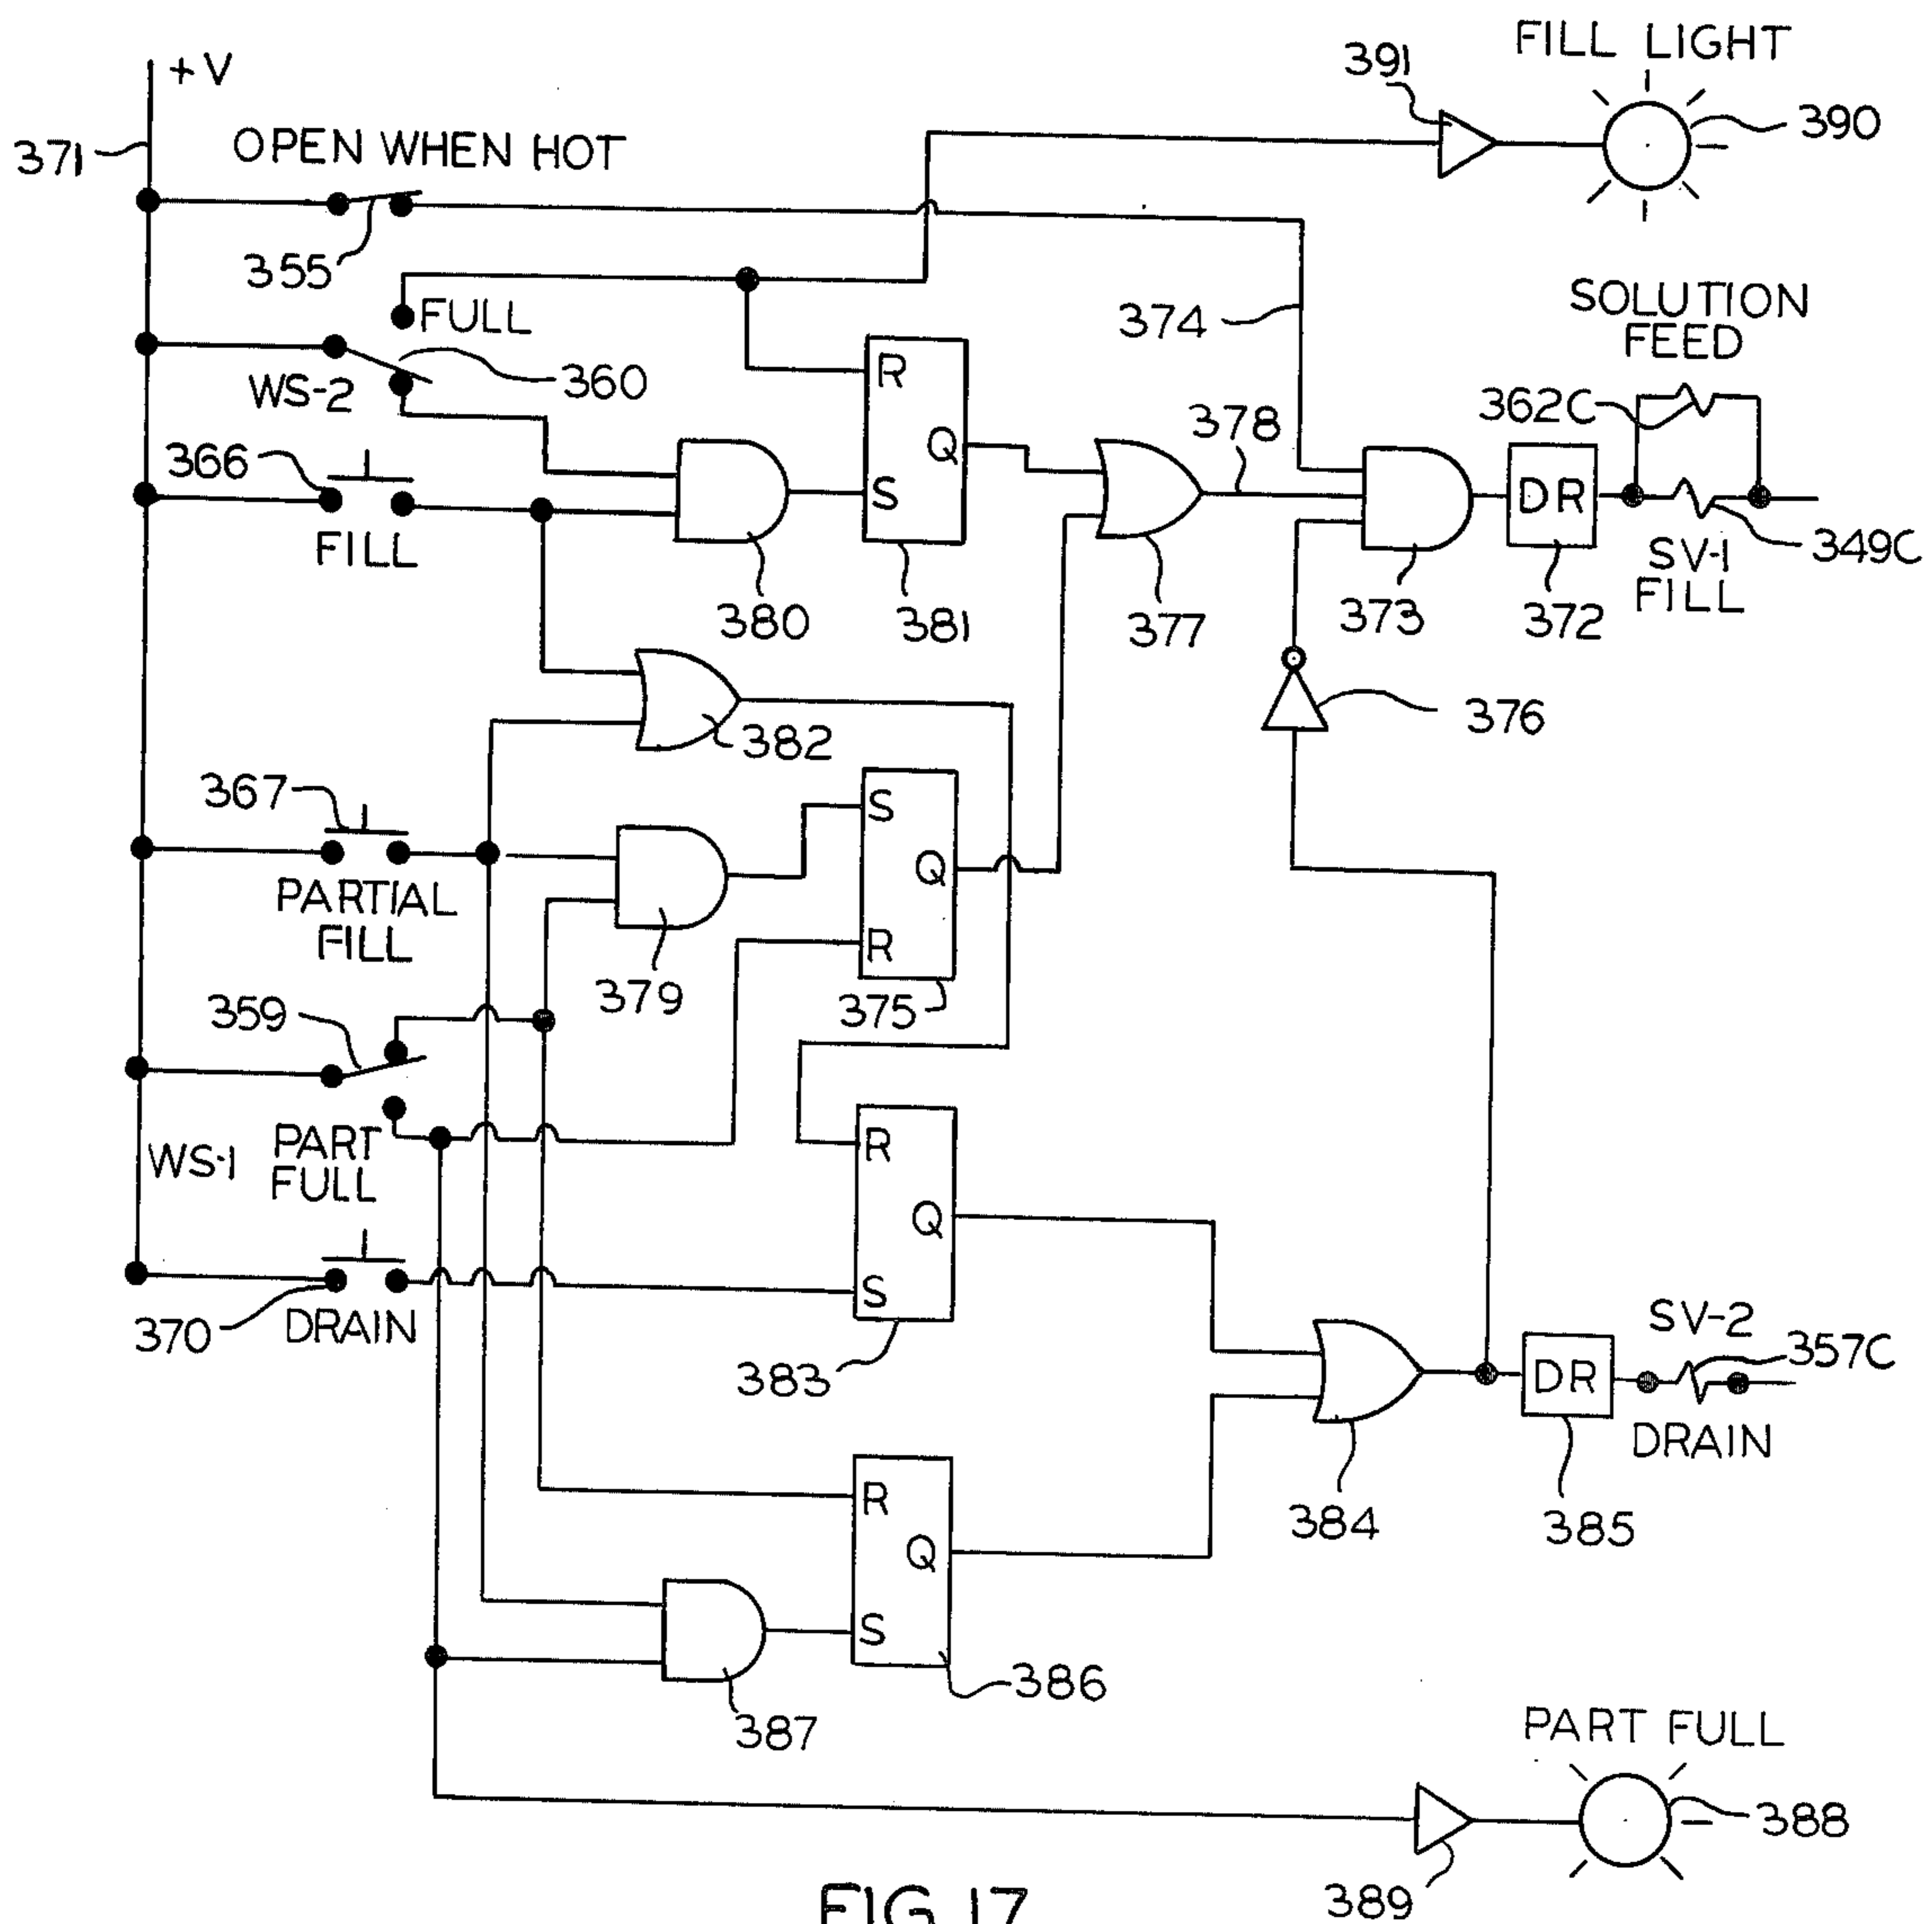 FILL LIGHT
391
390
+V
371
OPEN WHEN HOT
355
FULL
374
SOLUTION
FEED
WS-2
360
R
362C
366
378
Q
S
DR
349C
FILL
SV-1
FILL
380
381
377
373
372
382
376
367
S
Q
PARTIAL
FILL
R
379
375
359
PART
FULL
WS-1
R
Q
S
370
DRAIN
383
SV-2
357C
DR
DRAIN
R
384
385
Q
S
386
387
PART FULL
388
389
FIG. 17